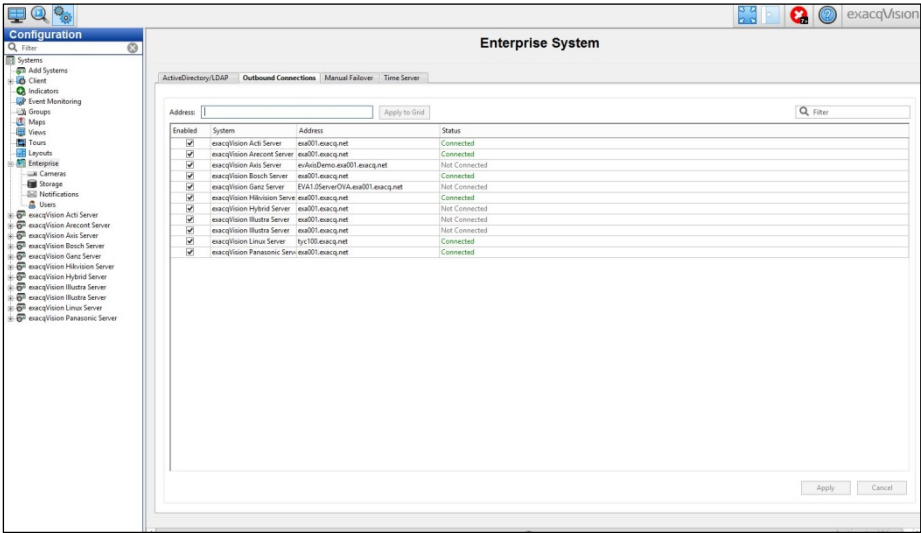 exacqVision
Configuration
Filter
Systems
Add Systems
Client
Indicators
Event Monitoring
Groups
Maps
Views
Tours
Layouts
Enterprise
Cameras
Storage
Notifications
Users
exacqVision Acti Server
exacqVision Arecont Server
exacqVision Axis Server
exacqVision Bosch Server
exacqVision Ganz Server
exacqVision Hikvision Server
exacqVision Hybrid Server
exacqVision Illustra Server
exacqVision Illustra Server
exacqVision Linux Server
exacqVision Panasonic Server
Enterprise System
ActiveDirectory/LDAP Outbound Connections Manual Failover Time Server
Address: Apply to Grid Filter
Enabled System Address Status
exacqVision Acti Server exa001.exacq.net Connected
exacqVision Arecont Server exa001.exacq.net Connected
exacqVision Axis Server evAxisDemo.exa001.exacq.net Not Connected
exacqVision Bosch Server exa001.exacq.net Connected
exacqVision Ganz Server EVA1.0ServerOVA.exa001.exacq.net Not Connected
exacqVision Hikvision Serve exa001.exacq.net Connected
exacqVision Hybrid Server exa001.exacq.net Not Connected
exacqVision Illustra Server exa001.exacq.net Not Connected
exacqVision Illustra Server exa001.exacq.net Not Connected
exacqVision Linux Server tyc100.exacq.net Connected
exacqVision Panasonic Serv exa001.exacq.net Connected
Apply Cancel